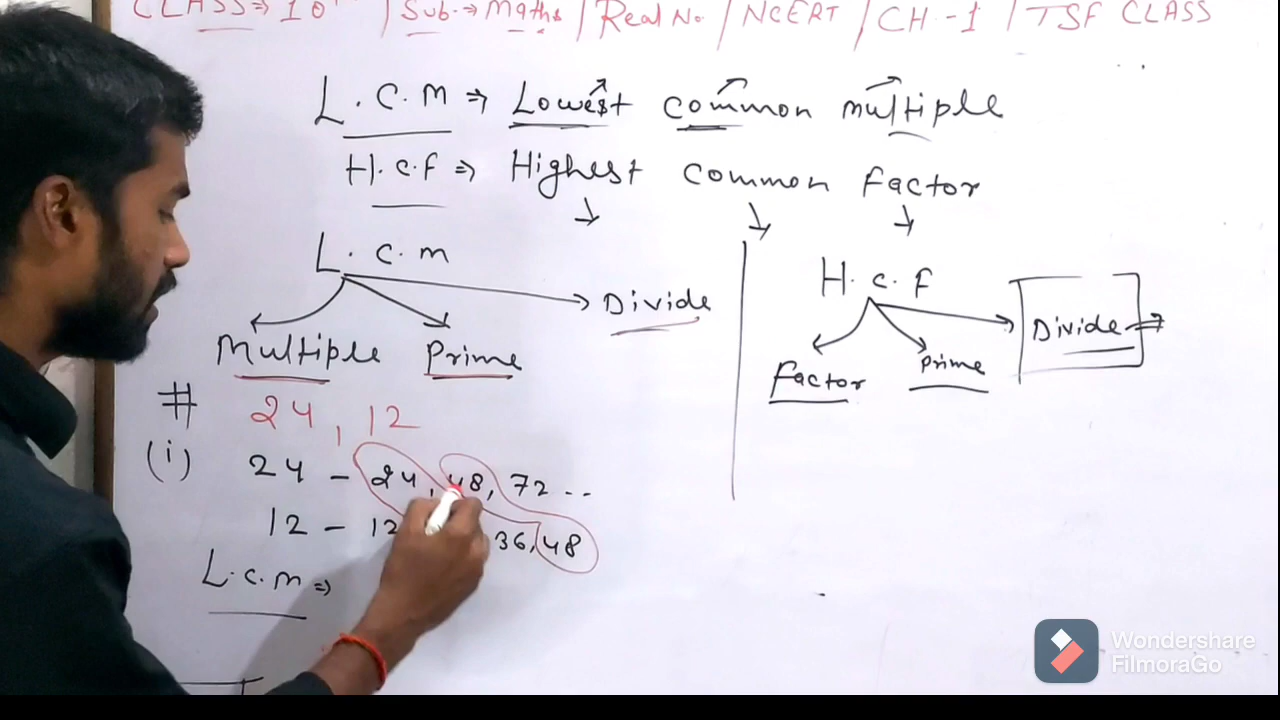 CLASS ⇒ 10th / Sub. → Maths / Real No / NCERT / CH-1 / TSF CLASS
L.C.M ⇒ Lowest common multiple
H.C.F ⇒ Highest common Factor
L.C.M
Multiple Prime Divide
H.C.F
Factor Prime Divide ⇒
# 24, 12
(i) 24 - 24, 48, 72 --
12 - 12 36, 48
L.C.M ⇒
Wondershare
FilmoraGo